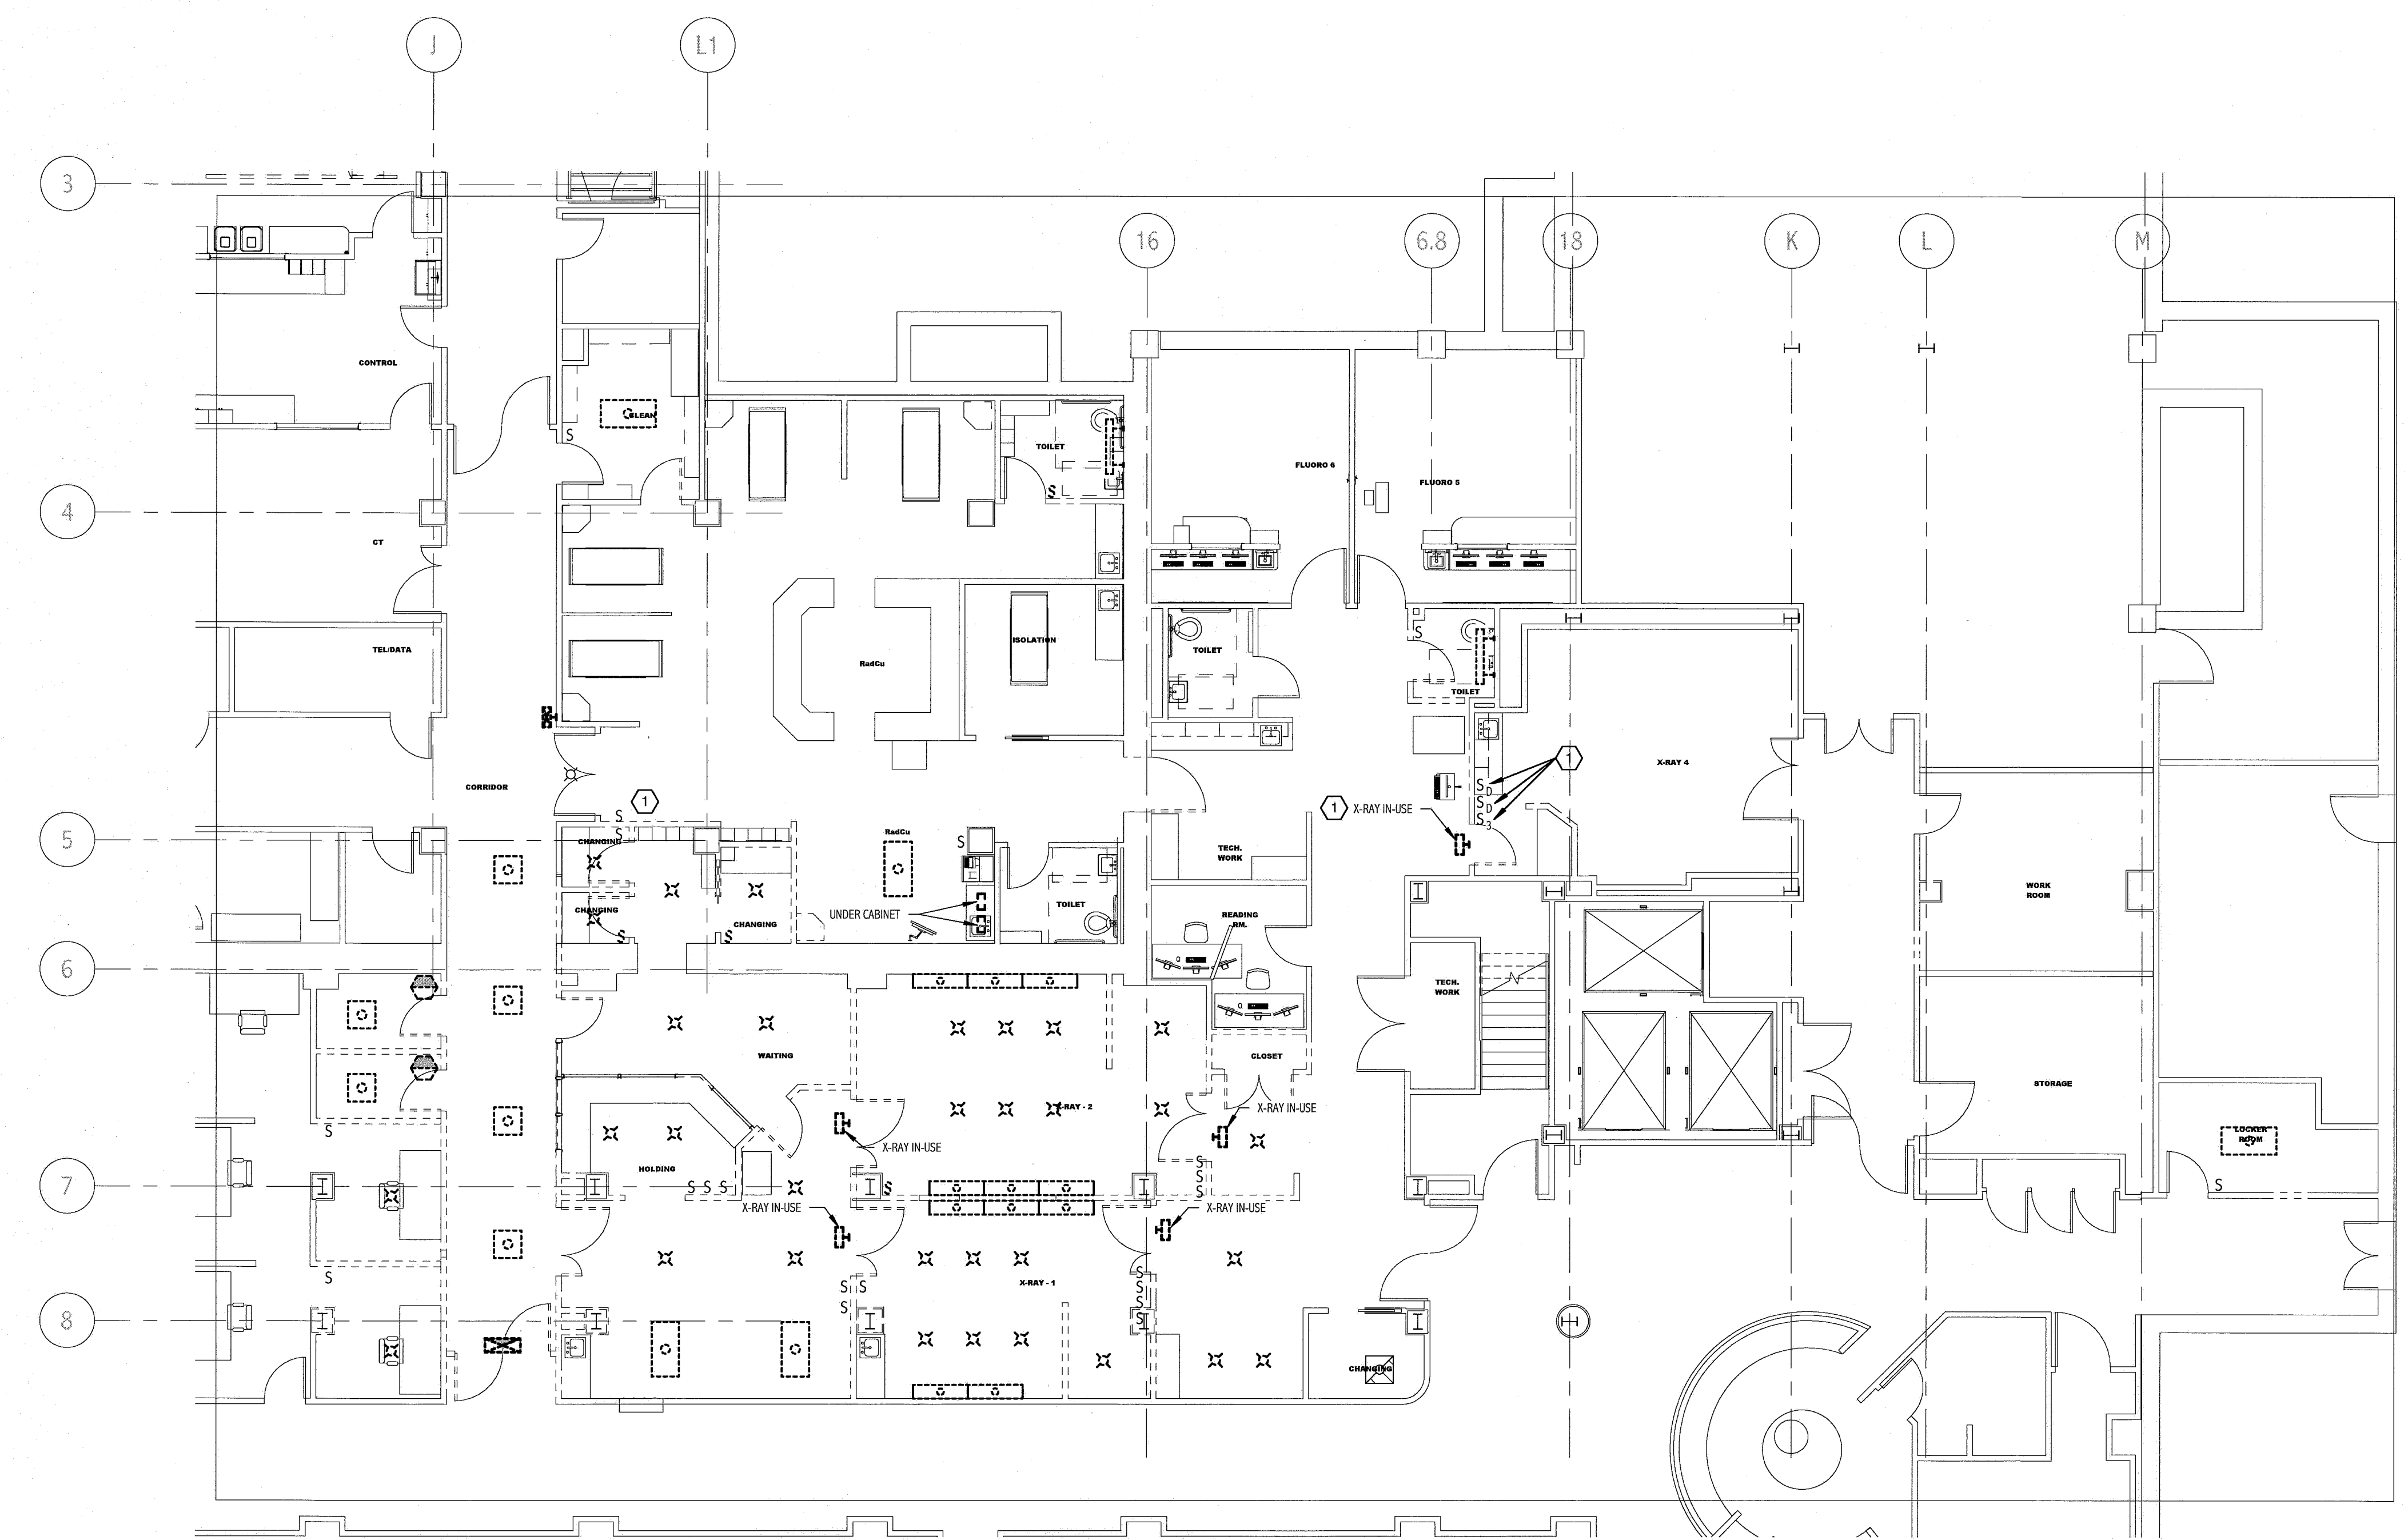 J
L1
3
16
6.8
18
K
L
M
CONTROL
CLEAN
S
TOILET
FLUORO 6
FLUORO 5
S
4
CT
S
ISOLATION
TEL/DATA
RadCu
TOILET
TOILET
X-RAY 4
1
CORRIDOR
S D
S D
S 3
1
1 X-RAY IN-USE
S
S
5
RadCu
S
CHANGING
TECH.
WORK
WORK
ROOM
CHANGING
UNDER CABINET
TOILET
READING
RM.
CHANGING
S
S
6
TECH.
WORK
WAITING
CLOSET
STORAGE
X-RAY - 2
X-RAY IN-USE
S
LOCKER
ROOM
X-RAY IN-USE
HOLDING
S
S
S
7
S S S
S
S
X-RAY IN-USE
X-RAY IN-USE
S
X-RAY - 1
S S
S
S
S
S
S
8
CHANGING